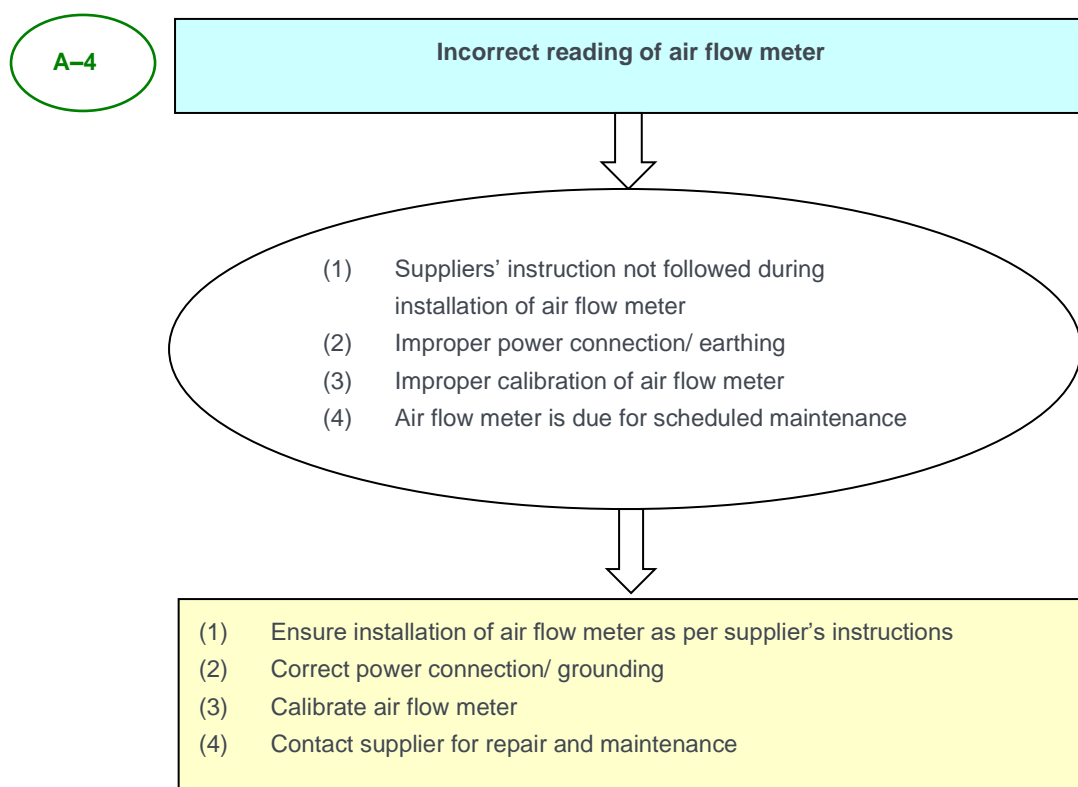 A–4
Incorrect reading of air flow meter
(1) Suppliers’ instruction not followed during
installation of air flow meter
(2) Improper power connection/ earthing
(3) Improper calibration of air flow meter
(4) Air flow meter is due for scheduled maintenance
(1) Ensure installation of air flow meter as per supplier’s instructions
(2) Correct power connection/ grounding
(3) Calibrate air flow meter
(4) Contact supplier for repair and maintenance